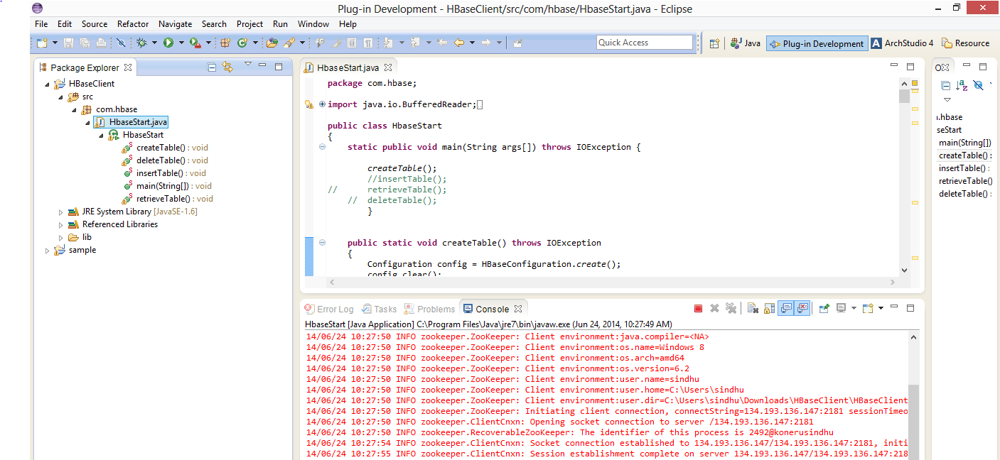 Plug-in Development - HBaseClient/src/com/hbase/HbaseStart.java - Eclipse
File Edit Source Refactor Navigate Search Project Run Window Help
Quick Access
Java Plug-in Development ArchStudio 4 Resource
Package Explorer
HBaseClient
src
com.hbase
HbaseStart.java
HbaseStart
createTable() : void
deleteTable() : void
insertTable() : void
main(String[]) : void
retrieveTable() : void
JRE System Library [JavaSE-1.6]
Referenced Libraries
lib
sample
HbaseStart.java
package com.hbase;
import java.io.BufferedReader;
public class HbaseStart
{
static public void main(String args[]) throws IOException {
createTable();
//insertTable();
// retrieveTable();
// deleteTable();
}
public static void createTable() throws IOException
{
Configuration config = HBaseConfiguration.create();
config.clear();
O
.hbase
seStart
main(String[])
createTable() :
insertTable() :
retrieveTable()
deleteTable() :
Error Log Tasks Problems Console
HbaseStart [Java Application] C:\Program Files\Java\jre7\bin\javaw.exe (Jun 24, 2014, 10:27:49 AM)
14/06/24 10:27:50 INFO zookeeper.ZooKeeper: Client environment:java.compiler=<NA>
14/06/24 10:27:50 INFO zookeeper.ZooKeeper: Client environment:os.name=Windows 8
14/06/24 10:27:50 INFO zookeeper.ZooKeeper: Client environment:os.arch=amd64
14/06/24 10:27:50 INFO zookeeper.ZooKeeper: Client environment:os.version=6.2
14/06/24 10:27:50 INFO zookeeper.ZooKeeper: Client environment:user.name=sindhu
14/06/24 10:27:50 INFO zookeeper.ZooKeeper: Client environment:user.home=C:\Users\sindhu
14/06/24 10:27:50 INFO zookeeper.ZooKeeper: Client environment:user.dir=C:\Users\sindhu\Downloads\HBaseClient\HBaseClient
14/06/24 10:27:50 INFO zookeeper.ZooKeeper: Initiating client connection, connectString=134.193.136.147:2181 sessionTimeo
14/06/24 10:27:50 INFO zookeeper.ClientCnxn: Opening socket connection to server /134.193.136.147:2181
14/06/24 10:27:50 INFO zookeeper.RecoverableZooKeeper: The identifier of this process is 2492@konerusindhu
14/06/24 10:27:54 INFO zookeeper.ClientCnxn: Socket connection established to 134.193.136.147/134.193.136.147:2181, initi
14/06/24 10:27:55 INFO zookeeper.ClientCnxn: Session establishment complete on server 134.193.136.147/134.193.136.147:218